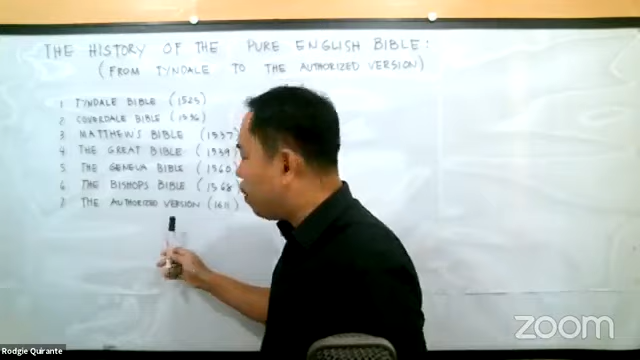 THE HISTORY OF THE PURE ENGLISH BIBLE:
(FROM TYNDALE TO THE AUTHORIZED VERSION)
1 TYNDALE BIBLE (1525)
2 COVERDALE BIBLE (1536)
3 MATTHEW'S BIBLE (1537)
4 THE GREAT BIBLE (1539
5 THE GENEVA BIBLE (1560
6 THE BISHOPS BIBLE (1568
7 THE AUTHORIZED VERSION (1611)
zoom
Rodgie Quirante